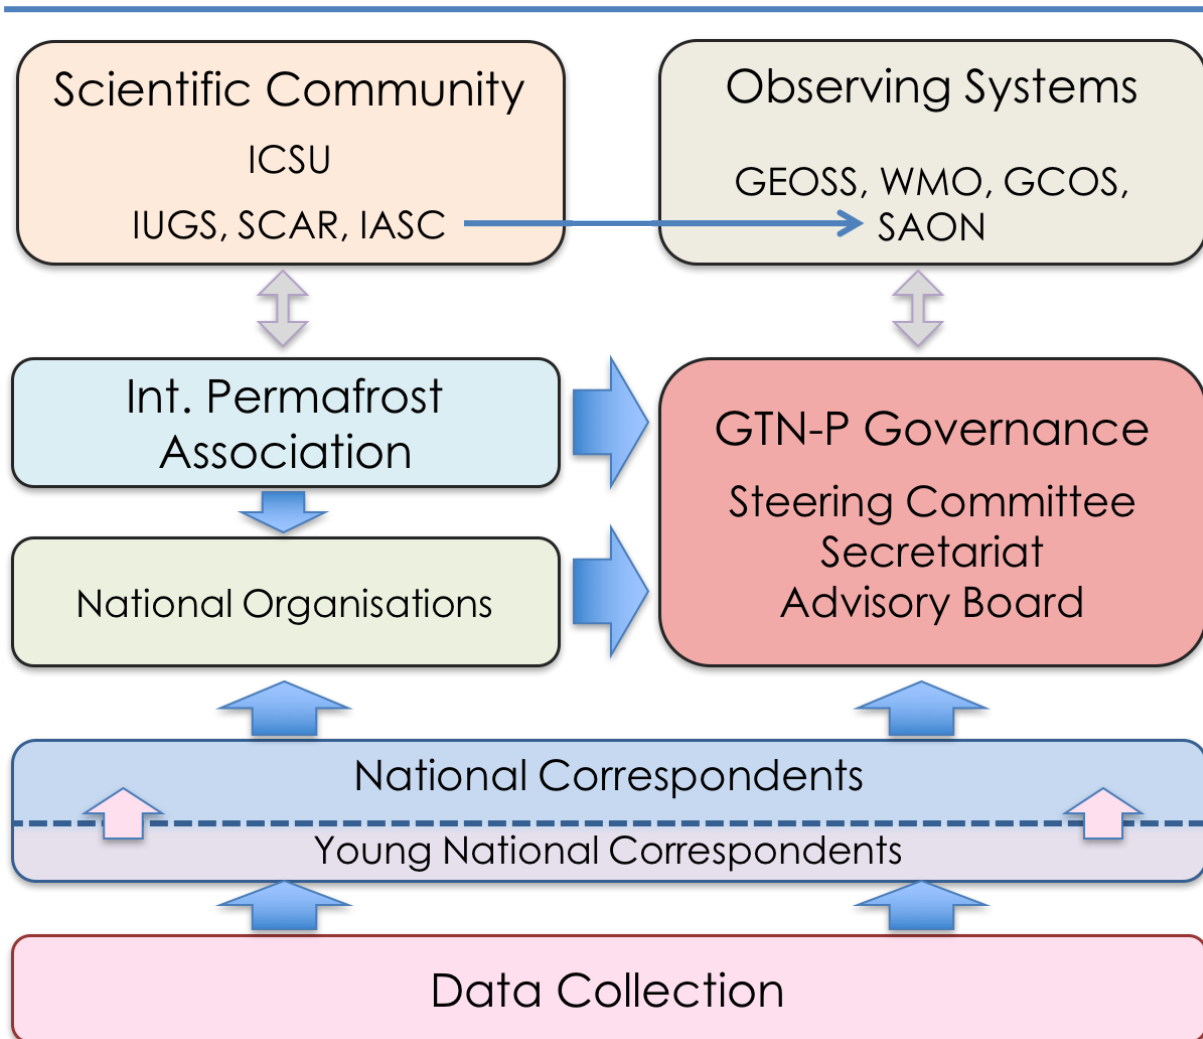 Scientific Community
ICSU
IUGS, SCAR, IASC
Observing Systems
GEOSS, WMO, GCOS,
SAON
Int. Permafrost
Association
GTN-P Governance
Steering Committee
Secretariat
Advisory Board
National Organisations
National Correspondents
Young National Correspondents
Data Collection